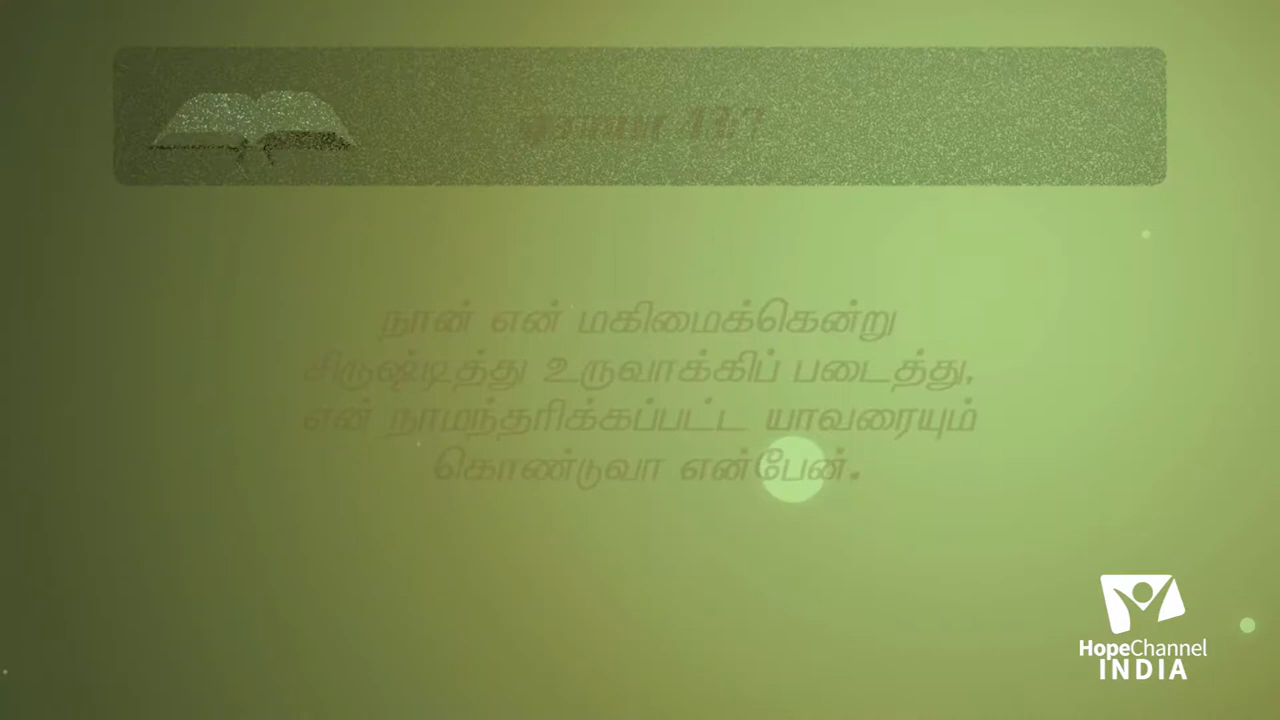 நான் என் மகிமைக்கென்று
சிருஷ்டித்து உருவாக்கிப் படைத்து,
என் நாமந்தரிக்கப்பட்ட யாவரையும்
கொண்டுவா என்பேன்.
HopeChannel
INDIA